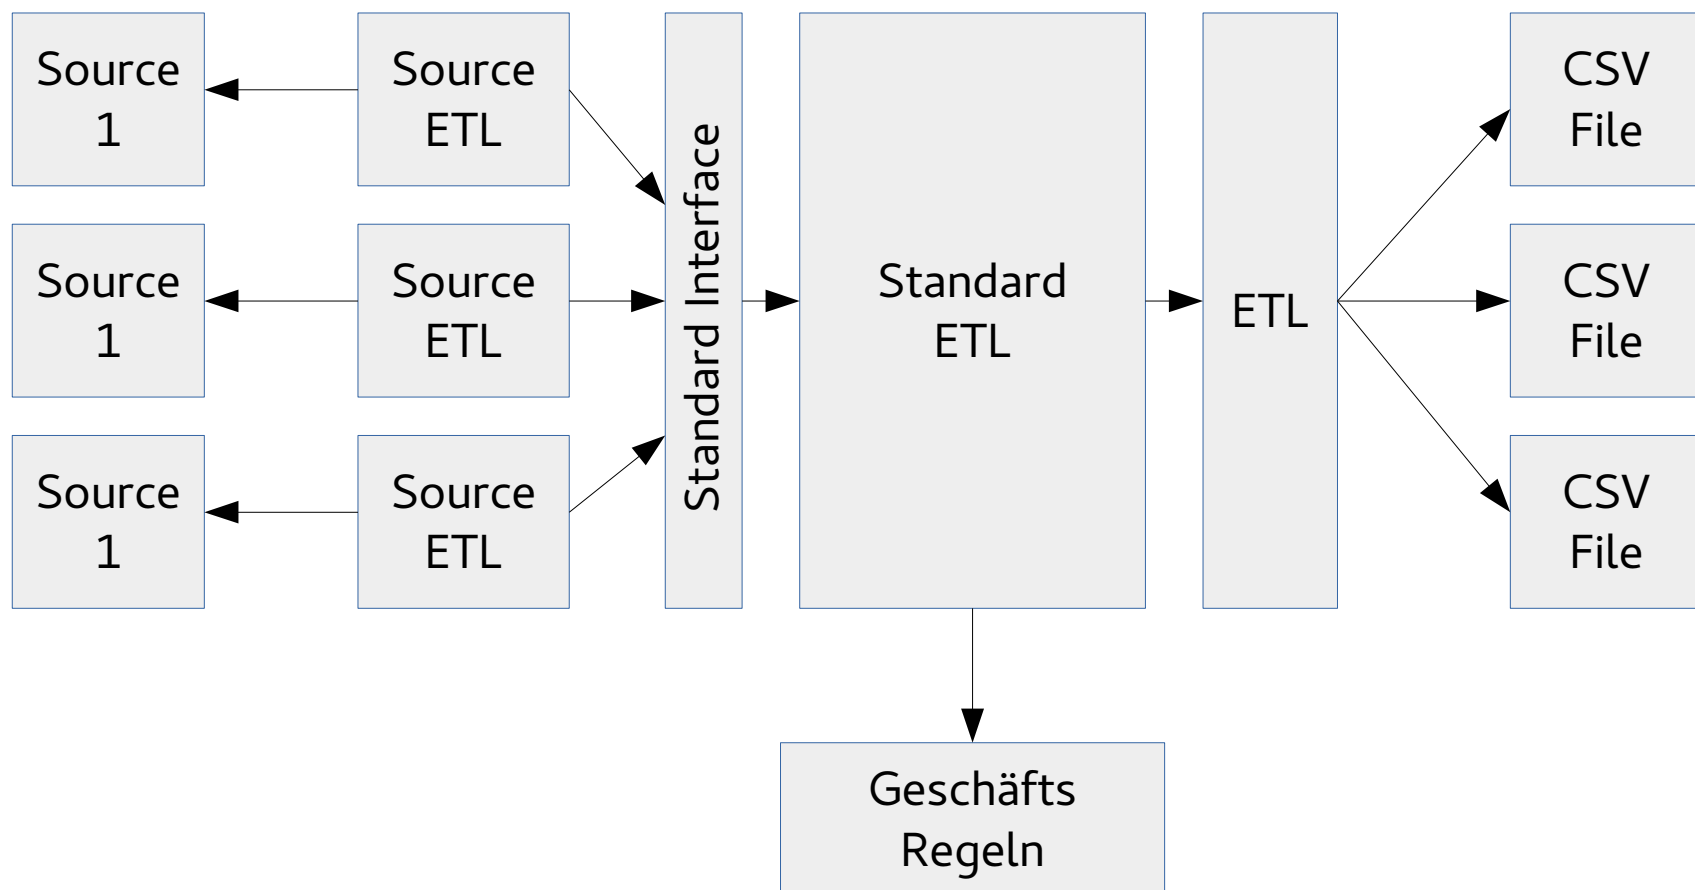 Source
1
Source
ETL
Standard Interface
Standard
ETL
ETL
CSV
File
Source
1
Source
ETL
CSV
File
Source
1
Source
ETL
CSV
File
Geschäfts
Regeln